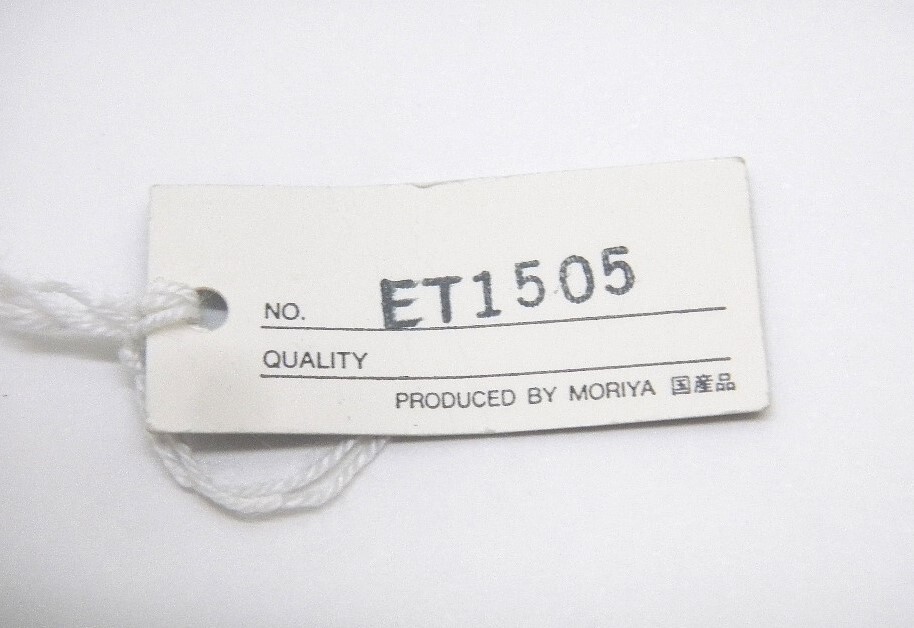 NO. ET1505
QUALITY
PRODUCED BY MORIYA 国産品